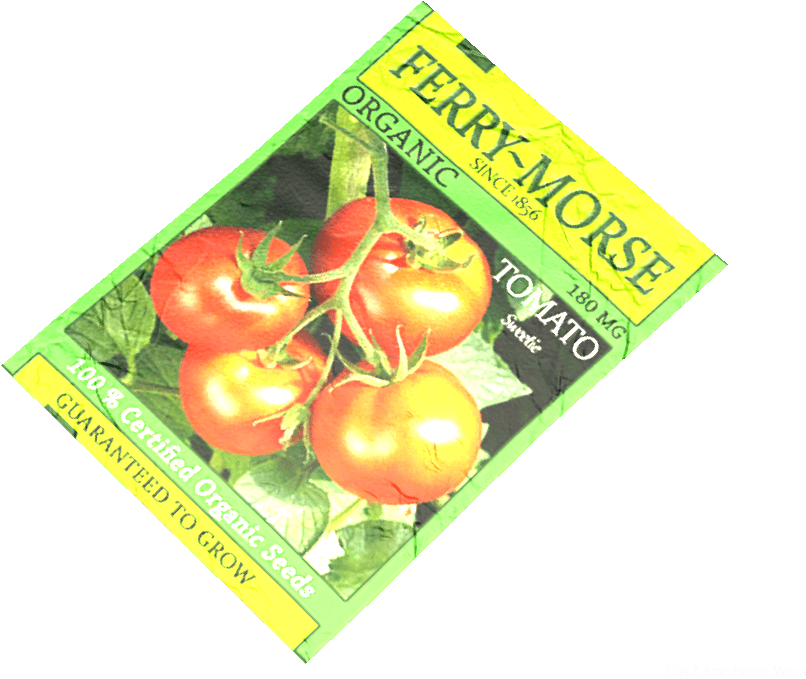 FERRY~MORSE
SINCE 1856
ORGANIC
180 MG
TOMATO
Sweetie
100 % Certified Organic Seeds
GUARANTEED TO GROW